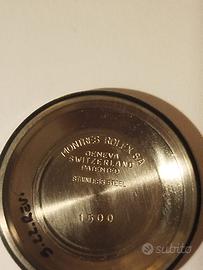 MONTRES ROLEX S.A
GENEVA
SWITZERLAND
PATENTED
STAINLESS STEEL
1500
subito